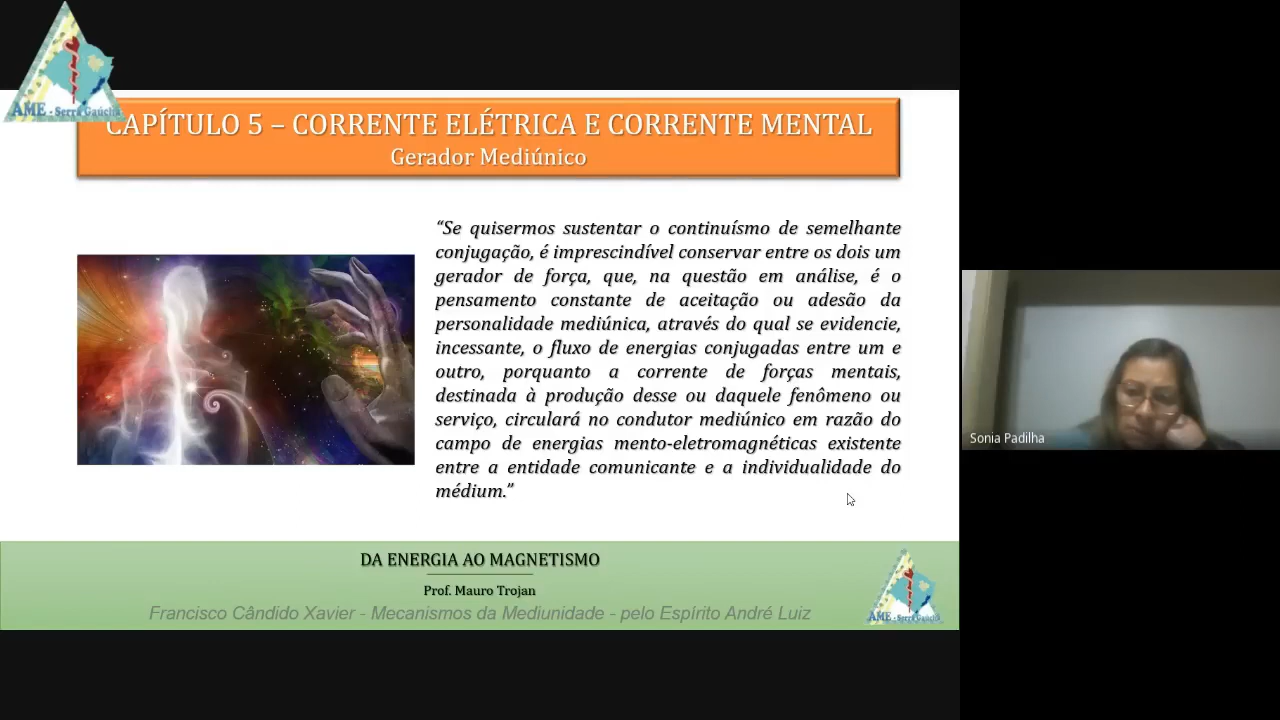 AME - Serra Gaúcha
CAPÍTULO 5 – CORRENTE ELÉTRICA E CORRENTE MENTAL
Gerador Mediúnico
“Se quisermos sustentar o continuísmo de semelhante
conjugação, é imprescindível conservar entre os dois um
gerador de força, que, na questão em análise, é o
pensamento constante de aceitação ou adesão da
personalidade mediúnica, através do qual se evidencie,
incessante, o fluxo de energias conjugadas entre um e
outro, porquanto a corrente de forças mentais,
destinada à produção desse ou daquele fenômeno ou
serviço, circulará no condutor mediúnico em razão do
campo de energias mento-eletromagnéticas existente
entre a entidade comunicante e a individualidade do
médium.”
Sonia Padilha
DA ENERGIA AO MAGNETISMO
Prof. Mauro Trojan
Francisco Cândido Xavier - Mecanismos da Mediunidade - pelo Espírito André Luiz
AME - Serra Gaúcha